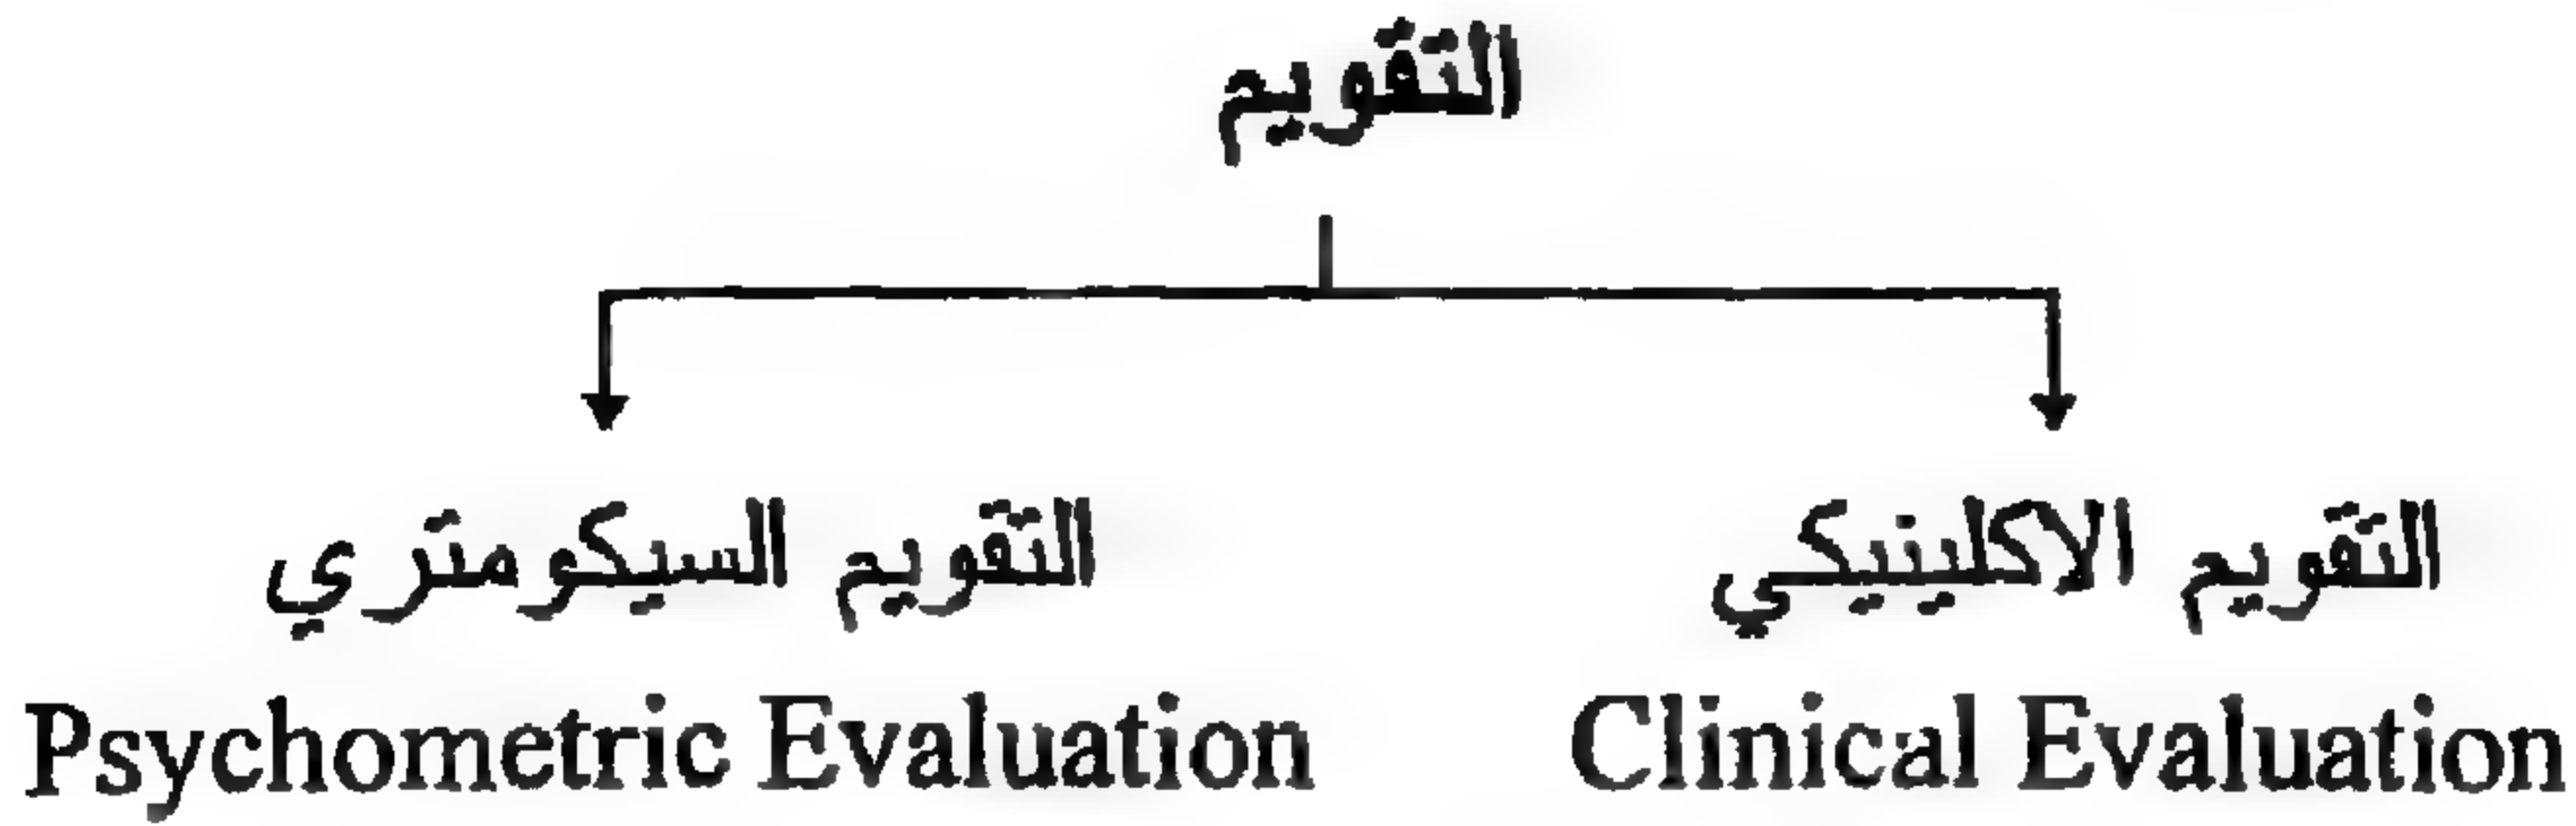 التقويم
التقويم الاكلينيكي
Clinical Evaluation
التقويم السيكومتري
Psychometric Evaluation